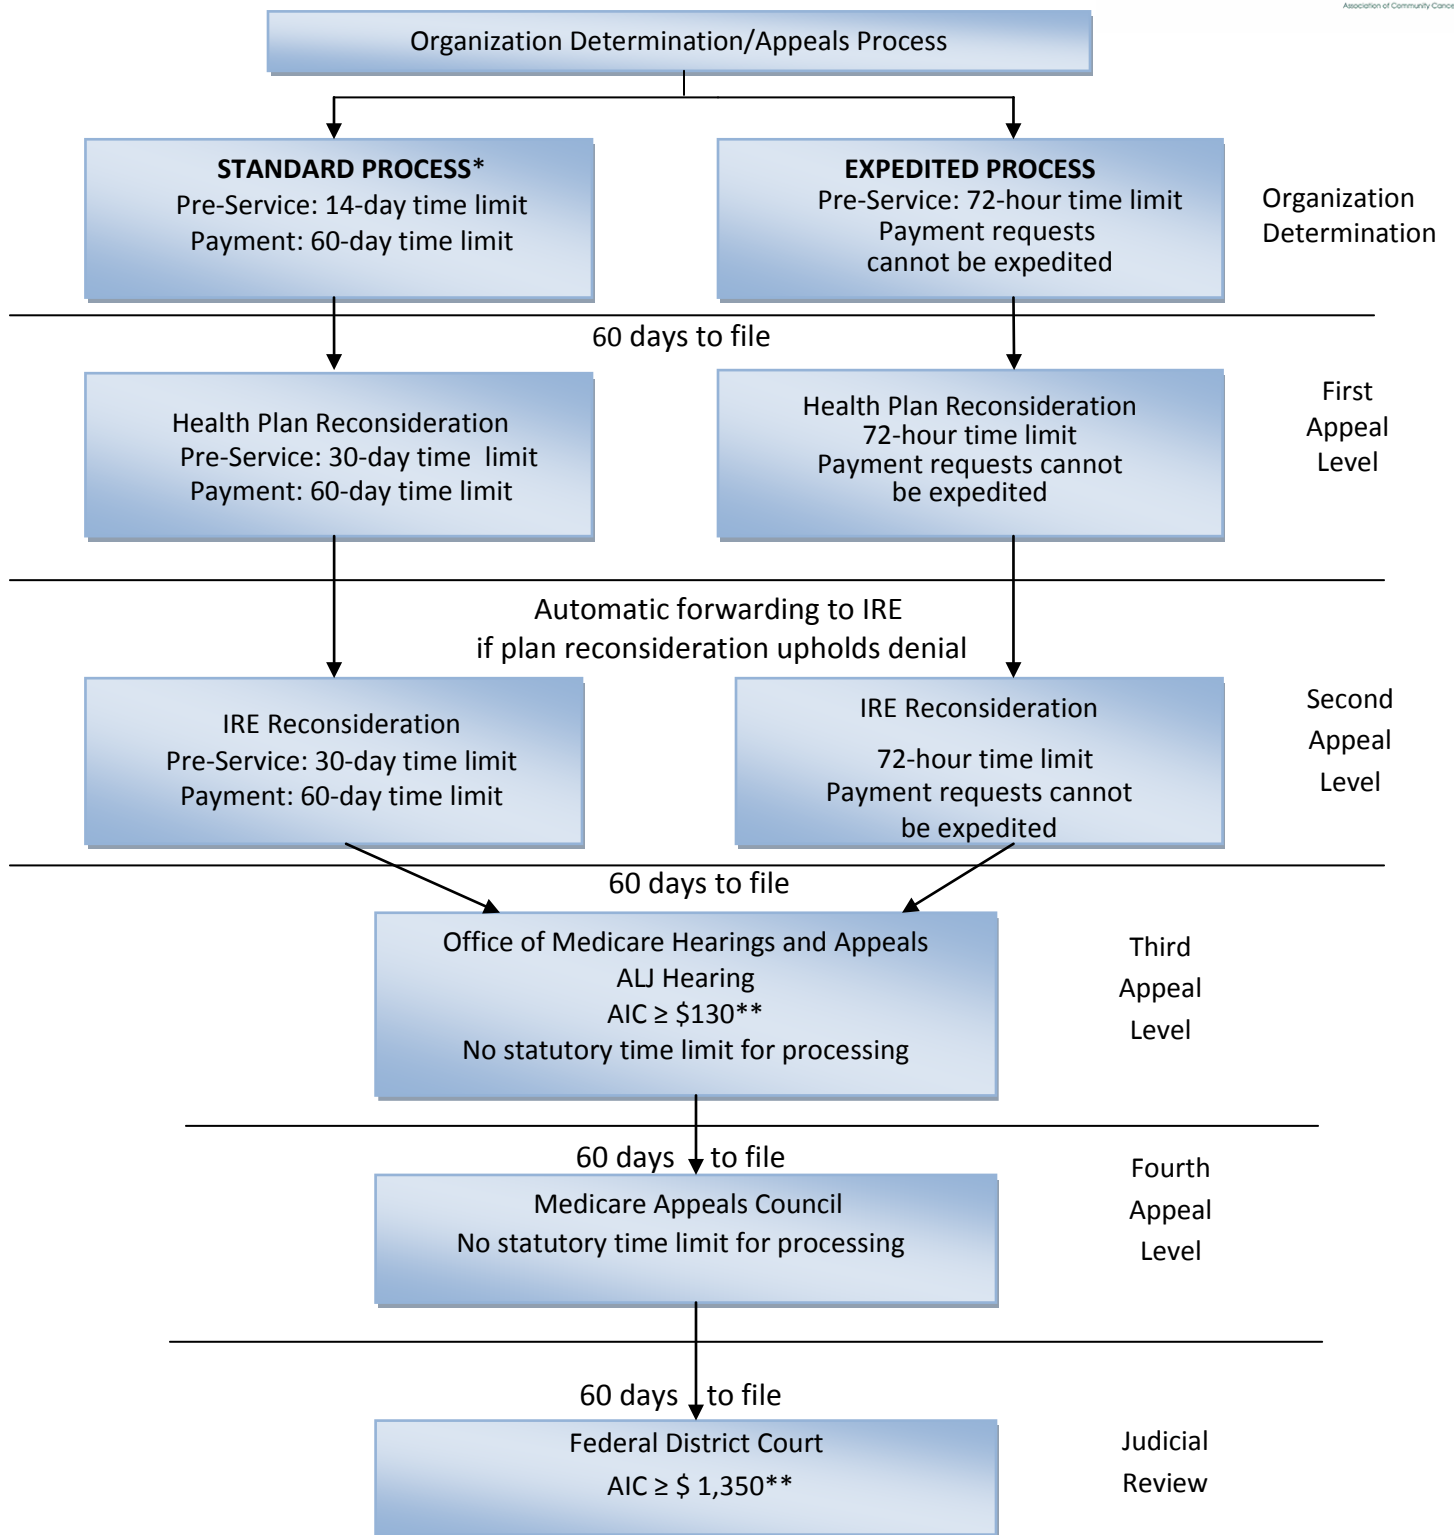 Association of Community Cance
Organization Determination/Appeals Process
STANDARD PROCESS*
Pre-Service: 14-day time limit
Payment: 60-day time limit
EXPEDITED PROCESS
Pre-Service: 72-hour time limit
Payment requests
cannot be expedited
Organization
Determination
60 days to file
Health Plan Reconsideration
Pre-Service: 30-day time limit
Payment: 60-day time limit
Health Plan Reconsideration
72-hour time limit
Payment requests cannot
be expedited
First
Appeal
Level
Automatic forwarding to IRE
if plan reconsideration upholds denial
IRE Reconsideration
Pre-Service: 30-day time limit
Payment: 60-day time limit
IRE Reconsideration
72-hour time limit
Payment requests cannot
be expedited
Second
Appeal
Level
60 days to file
Office of Medicare Hearings and Appeals
ALJ Hearing
AIC ≥ $130**
No statutory time limit for processing
Third
Appeal
Level
60 days to file
Medicare Appeals Council
No statutory time limit for processing
Fourth
Appeal
Level
60 days to file
Federal District Court
AIC ≥ $ 1,350**
Judicial
Review